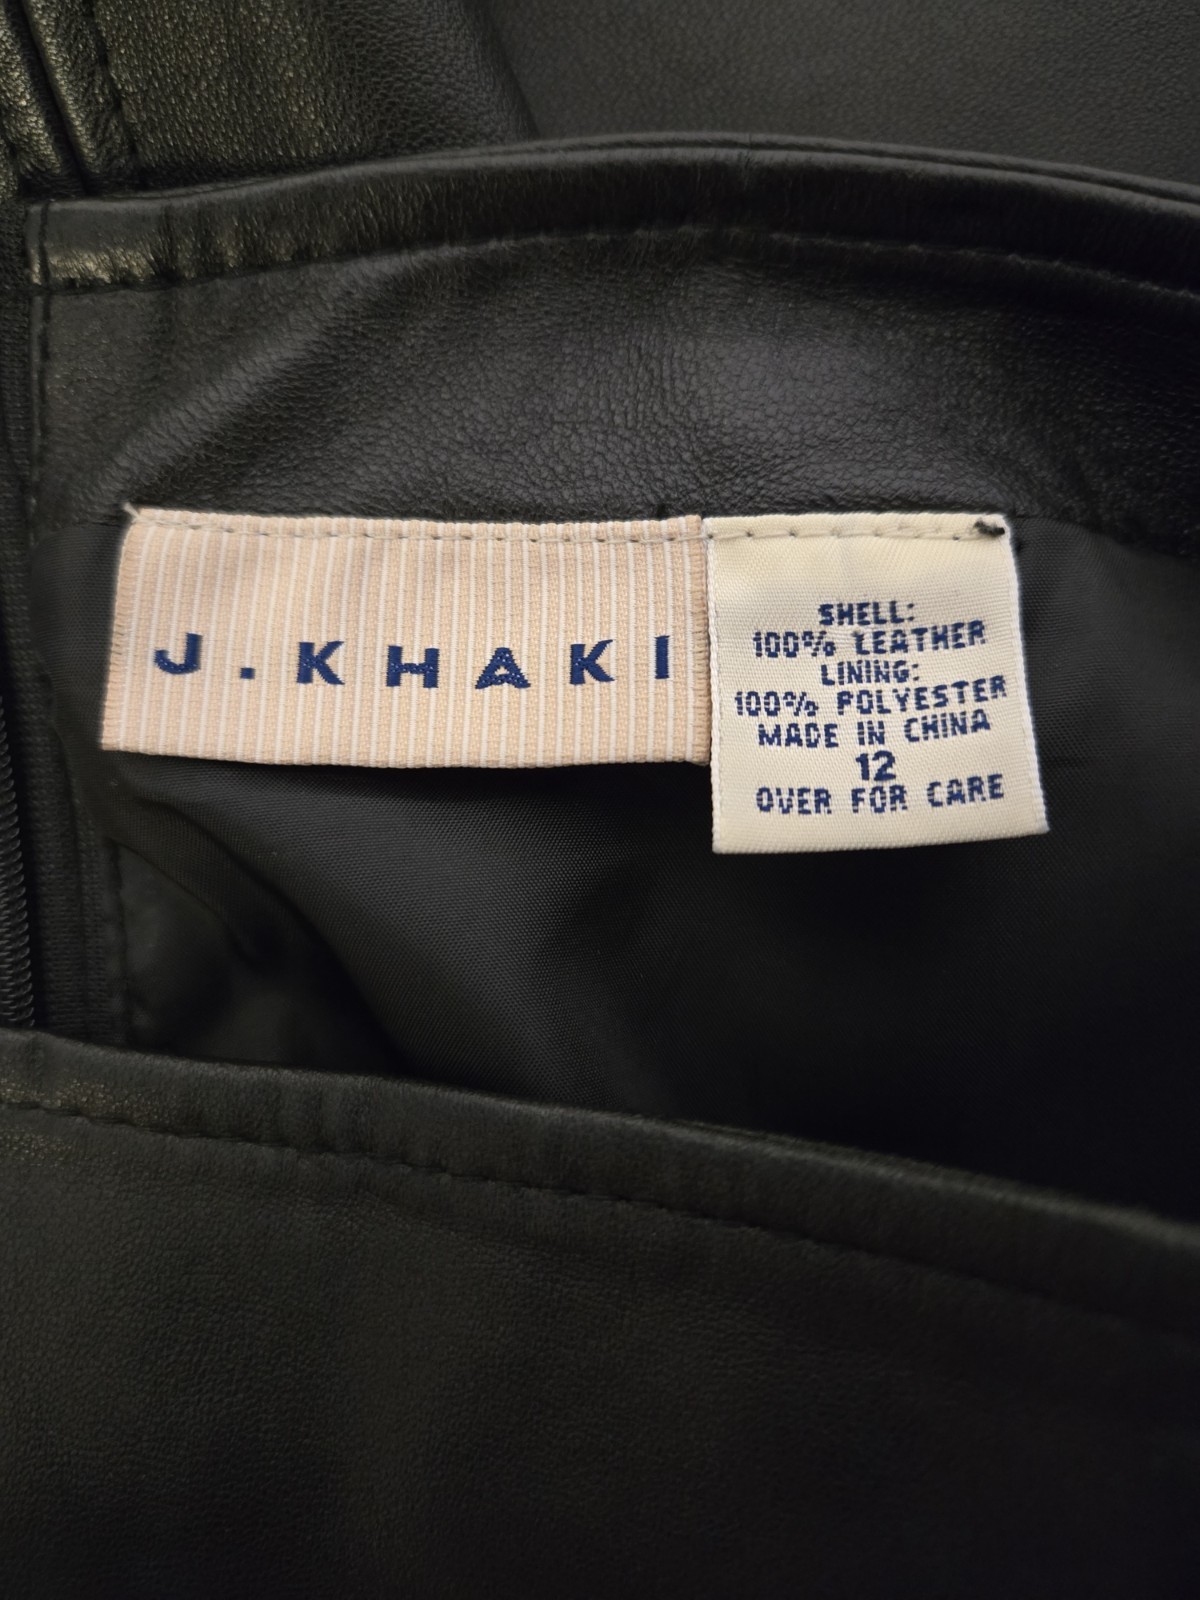 J.KHAKI
SHELL:
100% LEATHER
LINING:
100% POLYESTER
MADE IN CHINA
12
OVER FOR CARE